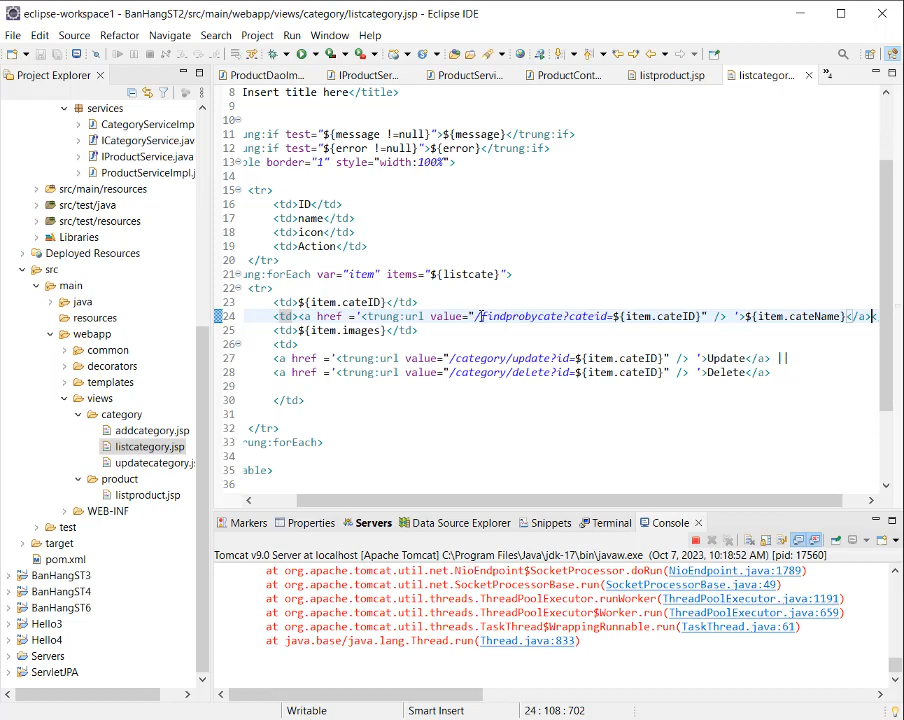 eclipse-workspace1 - BanHangST2/src/main/webapp/views/category/listcategory.jsp - Eclipse IDE
File Edit Source Refactor Navigate Search Project Run Window Help
Project Explorer
ProductDaoIm...
IProductSer...
ProductServi...
ProductCont...
listproduct.jsp
listcategor...
services
CategoryServiceImp
ICategoryService.jav
IProductService.java
ProductServiceImpl.j
src/main/resources
src/test/java
src/test/resources
Libraries
Deployed Resources
src
main
java
resources
webapp
common
decorators
templates
views
category
addcategory.jsp
listcategory.jsp
updatecategory.js
product
listproduct.jsp
WEB-INF
test
target
pom.xml
BanHangST3
BanHangST4
BanHangST6
Hello3
Hello4
Servers
ServletJPA
8 Insert title here</title>
9
10
11 ung:if test="${message !=null}">${message}</trung:if>
12 ung:if test="${error !=null}">${error}</trung:if>
13 ole border="1" style="width:100%">
14
15 <tr>
16 <td>ID</td>
17 <td>name</td>
18 <td>icon</td>
19 <td>Action</td>
20 </tr>
21 ung:forEach var="item" items="${listcate}">
22 <tr>
23 <td>${item.cateID}</td>
24 <td><a href ='<trung:url value="/findprobycate?cateid=${item.cateID}" /> '>${item.cateName}</a><
25 <td>${item.images}</td>
26 <td>
27 <a href ='<trung:url value="/category/update?id=${item.cateID}" /> '>Update</a> ||
28 <a href ='<trung:url value="/category/delete?id=${item.cateID}" /> '>Delete</a>
29
30 </td>
31
32 </tr>
33 rung:forEach>
34
35 able>
36
Markers Properties Servers Data Source Explorer Snippets Terminal Console
Tomcat v9.0 Server at localhost [Apache Tomcat] C:\Program Files\Java\jdk-17\bin\javaw.exe (Oct 7, 2023, 10:18:52 AM) [pid: 17560]
at org.apache.tomcat.util.net.NioEndpoint$SocketProcessor.doRun(NioEndpoint.java:1789)
at org.apache.tomcat.util.net.SocketProcessorBase.run(SocketProcessorBase.java:49)
at org.apache.tomcat.util.threads.ThreadPoolExecutor.runWorker(ThreadPoolExecutor.java:1191)
at org.apache.tomcat.util.threads.ThreadPoolExecutor$Worker.run(ThreadPoolExecutor.java:659)
at org.apache.tomcat.util.threads.TaskThread$WrappingRunnable.run(TaskThread.java:61)
at java.base/java.lang.Thread.run(Thread.java:833)
Writable Smart Insert 24 : 108 : 702